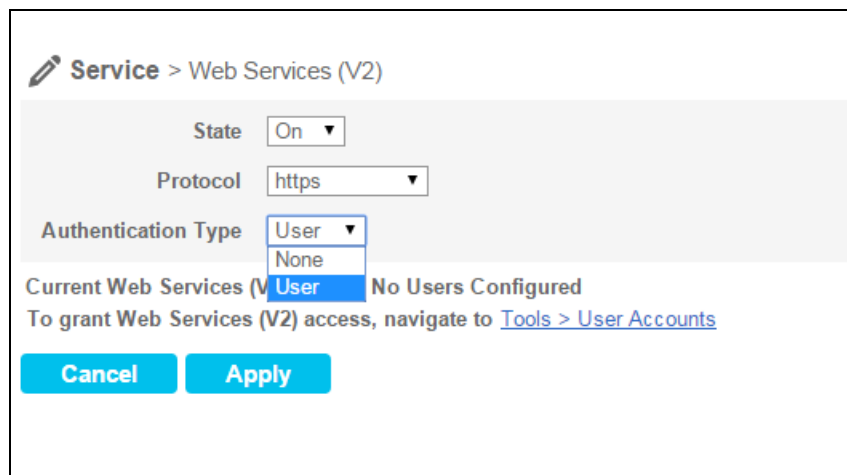 Service > Web Services (V2)
State On
Protocol https
Authentication Type User
None
User
Current Web Services (V No Users Configured
To grant Web Services (V2) access, navigate to Tools > User Accounts
Cancel Apply